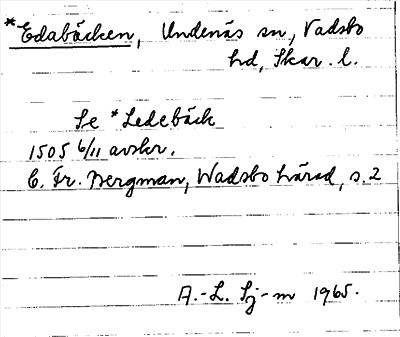 *Edabäcken, Undenäs sn, Vadsbo
hd, Skar. l.
Se *Ledebäck
1505 6/11 avskr.
C. Fr. Bergman, Wadsbo härad, s. 2
A.-L. Sj-m 1965.